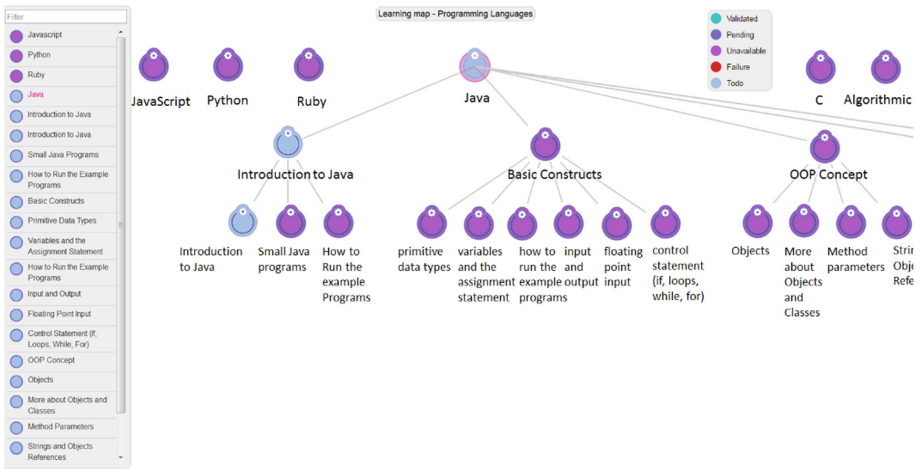 Filter
Javascript
Python
Ruby
Java
Introduction to Java
Introduction to Java
Small Java Programs
How to Run the Example
Programs
Basic Constructs
Primitive Data Types
Variables and the
Assignment Statement
How to Run the Example
Programs
Input and Output
Floating Point Input
Control Statement (If,
Loops, While, For)
OOP Concept
Objects
More about Objects and
Classes
Method Parameters
Strings and Objects
References
Learning map - Programming Languages
Validated
Pending
Unavailable
Failure
Todo
JavaScript
Python
Ruby
Java
C
Algorithmic
Introduction to Java
Basic Constructs
OOP Concept
Introduction
to Java
Small Java
programs
How to
Run the
example
Programs
primitive
data types
variables
and the
assignment
statement
how to
run the
example
programs
input
and
output
floating
point
input
control
statement
(if, loops,
while, for)
Objects
More
about
Objects
and
Classes
Method
parameters
Strin
Obje
Refe